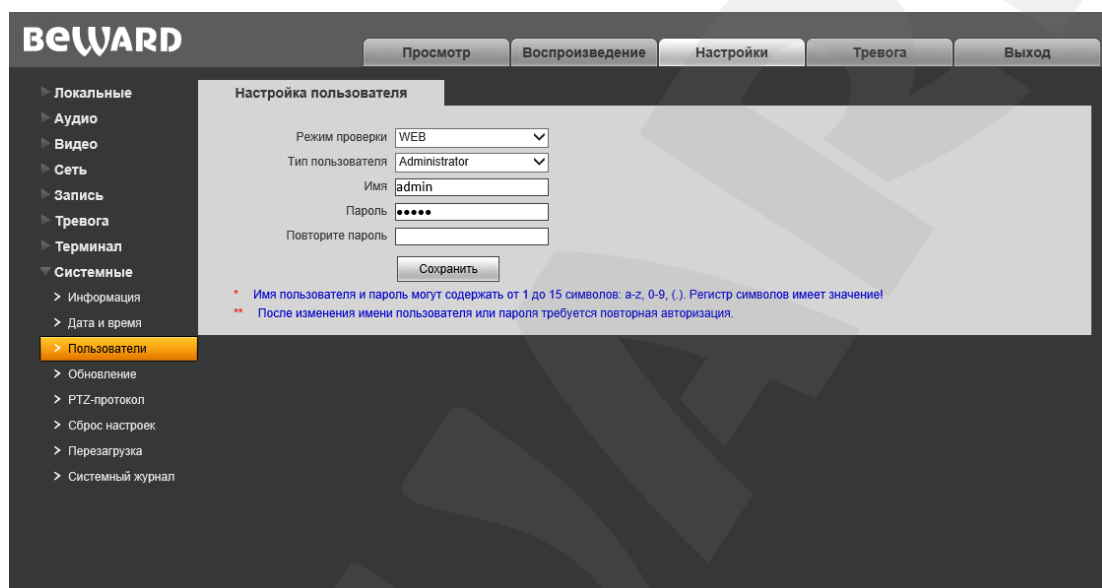 BEWARD
Просмотр Воспроизведение Настройки Тревога Выход
Локальные
Аудио
Видео
Сеть
Запись
Тревога
Терминал
Системные
Информация
Дата и время
Пользователи
Обновление
PTZ-протокол
Сброс настроек
Перезагрузка
Системный журнал
Настройка пользователя
Режим проверки WEB
Тип пользователя Administrator
Имя admin
Пароль •••••
Повторите пароль
Сохранить
* Имя пользователя и пароль могут содержать от 1 до 15 символов: a-z, 0-9, (.). Регистр символов имеет значение!
** После изменения имени пользователя или пароля требуется повторная авторизация.